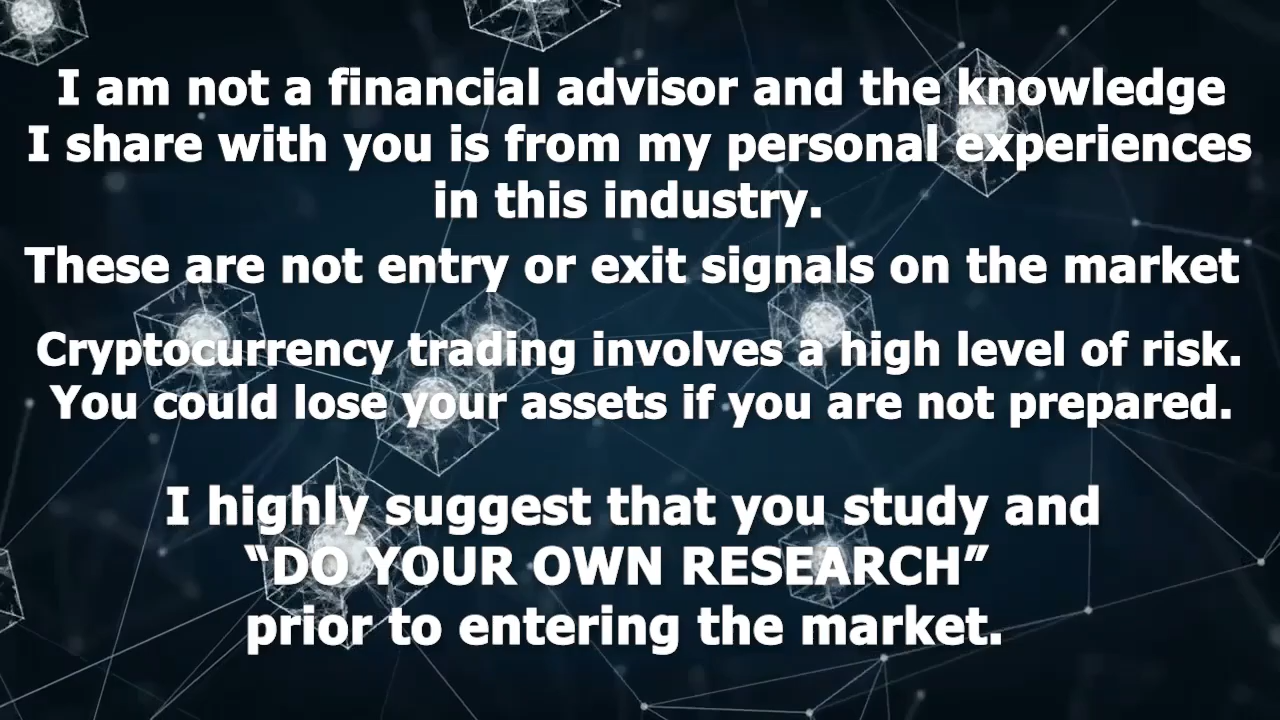 I am not a financial advisor and the knowledge
I share with you is from my personal experiences
in this industry.
These are not entry or exit signals on the market
Cryptocurrency trading involves a high level of risk.
You could lose your assets if you are not prepared.
I highly suggest that you study and
“DO YOUR OWN RESEARCH”
prior to entering the market.